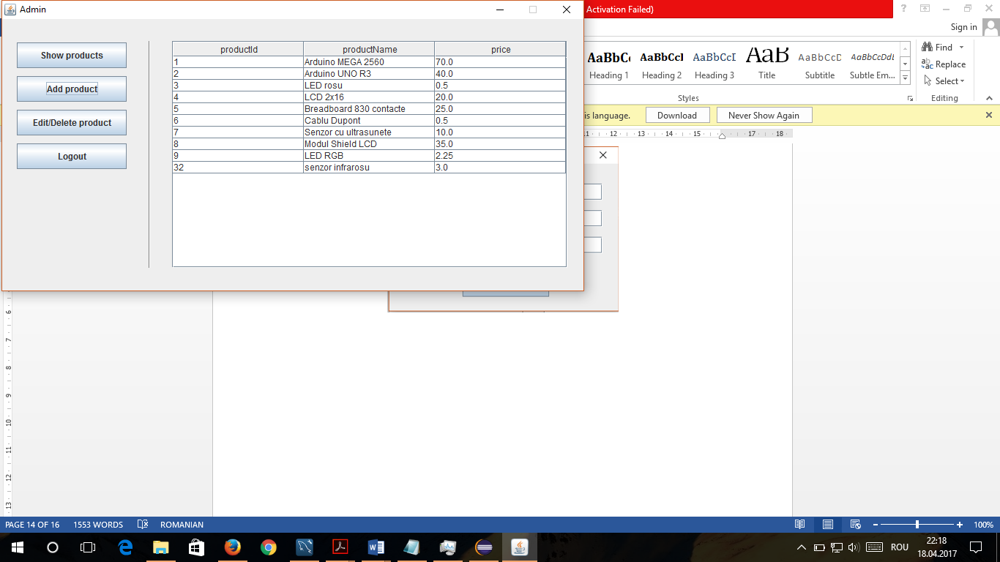 Admin
Activation Failed)
Sign in
Show products
Add product
Edit/Delete product
Logout
productId productName price
1 Arduino MEGA 2560 70.0
2 Arduino UNO R3 40.0
3 LED rosu 0.5
4 LCD 2x16 20.0
5 Breadboard 830 contacte 25.0
6 Cablu Dupont 0.5
7 Senzor cu ultrasunete 10.0
8 Modul Shield LCD 35.0
9 LED RGB 2.25
32 senzor infrarosu 3.0
AaBbCc AaBbCcI AaBbCcI AaB AaBbCcD AaBbCcDdE
Heading 1 Heading 2 Heading 3 Title Subtitle Subtle Em...
Styles
Find
Replace
Select
Editing
is language. Download Never Show Again
11 12 13 14 15 17 18
6
7
8
9
10
11
12
13
PAGE 14 OF 16 1553 WORDS ROMANIAN 100%
ROU 22:18
18.04.2017